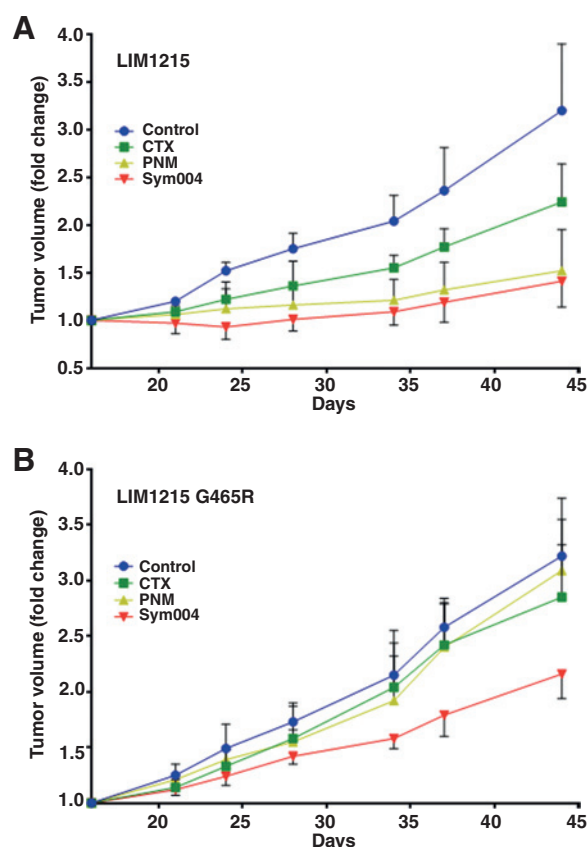 A
LIM1215
Control
CTX
PNM
Sym004
Tumor volume (fold change)
4.0
3.5
3.0
2.5
2.0
1.5
1.0
0.5
20 25 30 35 40 45
Days
B
LIM1215 G465R
Control
CTX
PNM
Sym004
Tumor volume (fold change)
4.0
3.5
3.0
2.5
2.0
1.5
1.0
20 25 30 35 40 45
Days